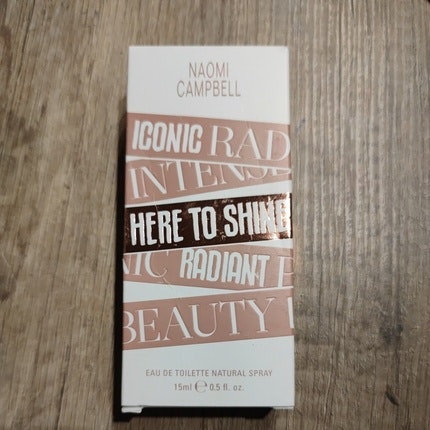 NAOMI
CAMPBELL
ICONIC RAD
INTENSE
HERE TO SHINE
NIC RADIANT
BEAUTY
EAU DE TOILETTE NATURAL SPRAY
15ml ℮ 0.5 fl. oz.